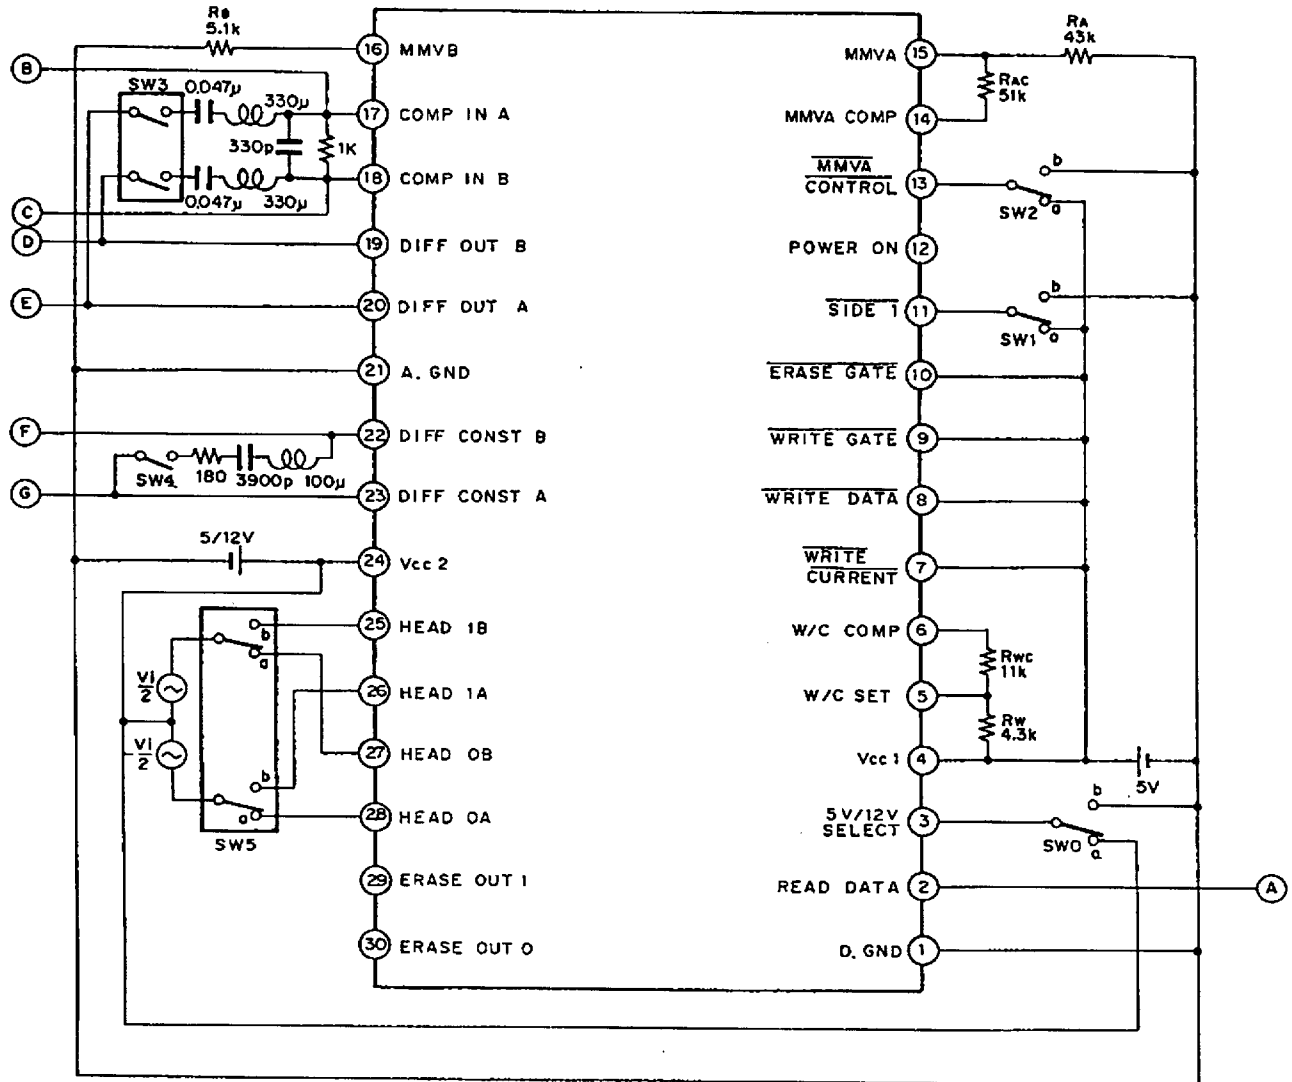 RB
5.1k
B
SW3
0.047μ
330μ
330p
1K
0.047μ
330μ
C
D
E
F
SW4
180
3900p
100μ
G
5/12V
Vi
2
Vi
2
b
a
b
a
SW5
16 MMVB
17 COMP IN A
18 COMP IN B
19 DIFF OUT B
20 DIFF OUT A
21 A. GND
22 DIFF CONST B
23 DIFF CONST A
24 Vcc 2
25 HEAD 1B
26 HEAD 1A
27 HEAD 0B
28 HEAD 0A
29 ERASE OUT 1
30 ERASE OUT 0
MMVA 15
MMVA COMP 14
MMVA
CONTROL 13
POWER ON 12
SIDE 1 11
ERASE GATE 10
WRITE GATE 9
WRITE DATA 8
WRITE
CURRENT 7
W/C COMP 6
W/C SET 5
Vcc 1 4
5V/12V
SELECT 3
READ DATA 2
D. GND 1
RA
43k
RAC
51k
b
SW2
a
b
SW1
a
RWC
11k
RW
4.3k
5V
b
SW0
a
A